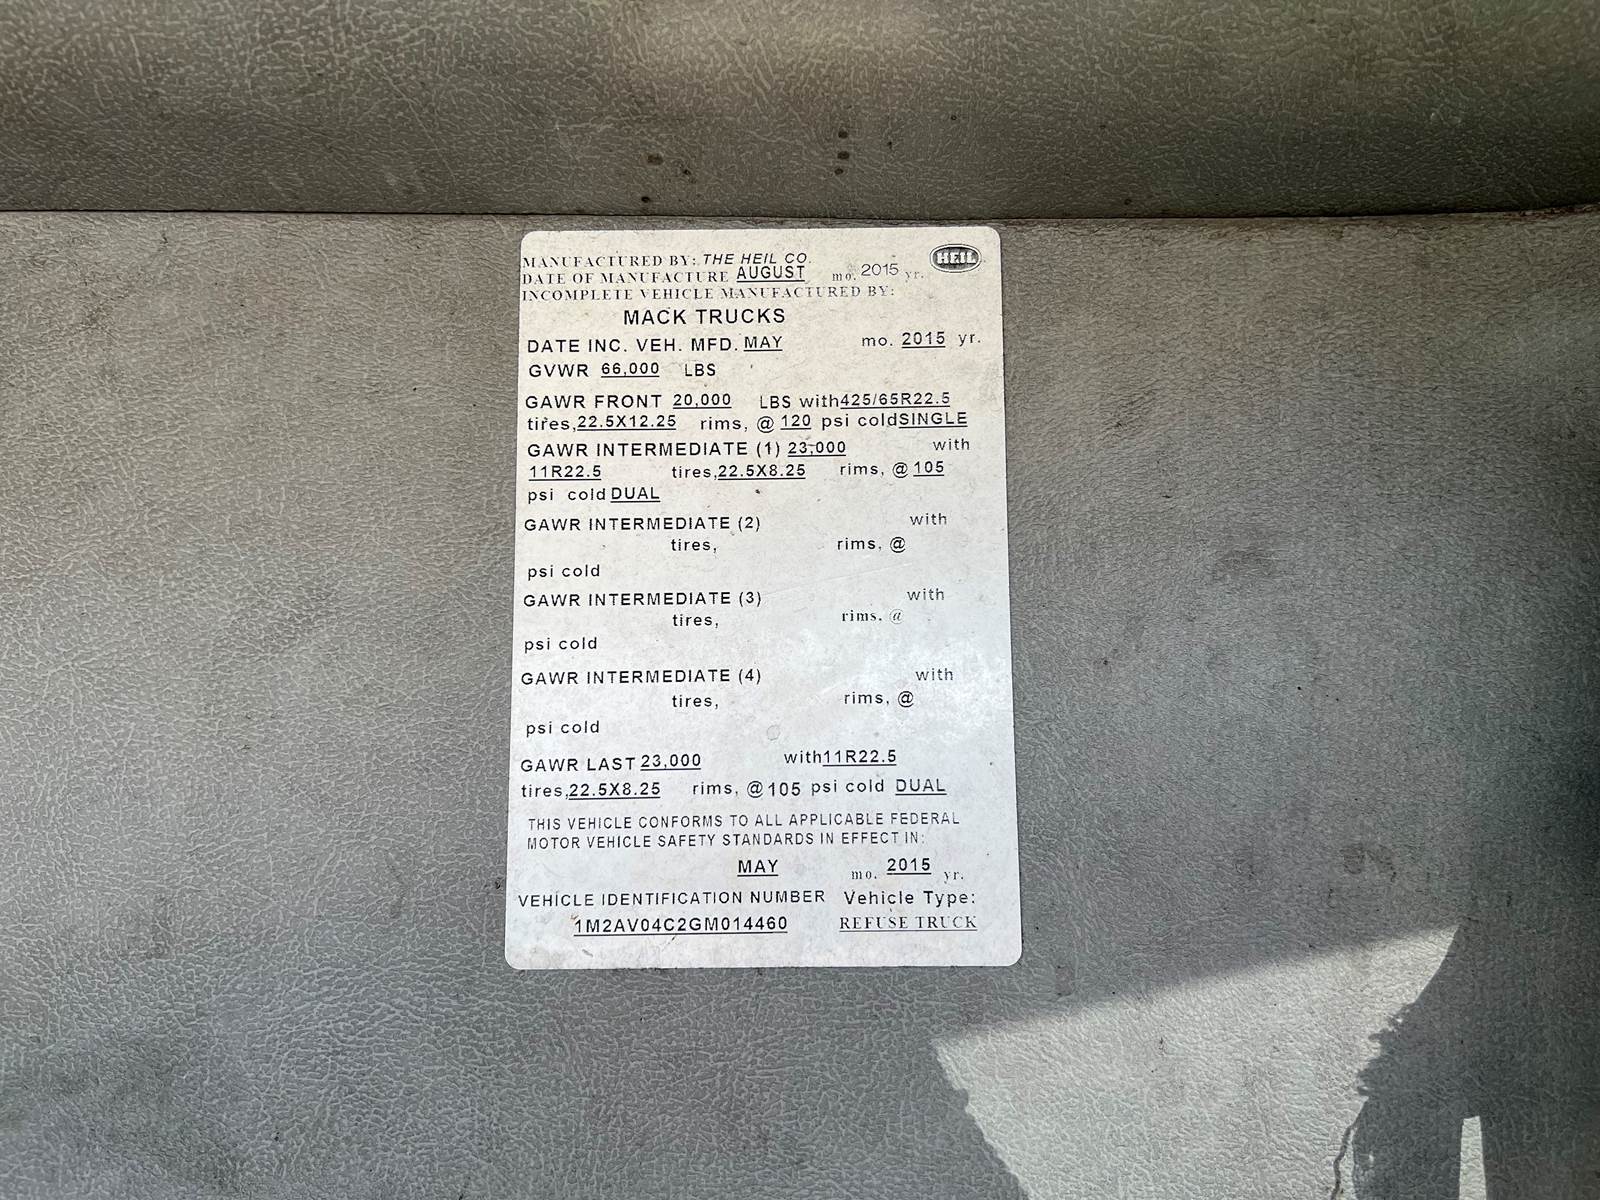 MANUFACTURED BY: THE HEIL CO. HEIL
DATE OF MANUFACTURE AUGUST mo. 2015 yr.
INCOMPLETE VEHICLE MANUFACTURED BY:
MACK TRUCKS
DATE INC. VEH. MFD. MAY mo. 2015 yr.
GVWR 66,000 LBS
GAWR FRONT 20,000 LBS with 425/65R22.5
tires, 22.5X12.25 rims, @ 120 psi cold SINGLE
GAWR INTERMEDIATE (1) 23,000 with
11R22.5 tires, 22.5X8.25 rims, @ 105
psi cold DUAL
GAWR INTERMEDIATE (2) with
tires, rims, @
psi cold
GAWR INTERMEDIATE (3) with
tires, rims. @
psi cold
GAWR INTERMEDIATE (4) with
tires, rims, @
psi cold
GAWR LAST 23,000 with 11R22.5
tires, 22.5X8.25 rims, @ 105 psi cold DUAL
THIS VEHICLE CONFORMS TO ALL APPLICABLE FEDERAL
MOTOR VEHICLE SAFETY STANDARDS IN EFFECT IN:
MAY mo. 2015 yr.
VEHICLE IDENTIFICATION NUMBER Vehicle Type:
1M2AV04C2GM014460 REFUSE TRUCK